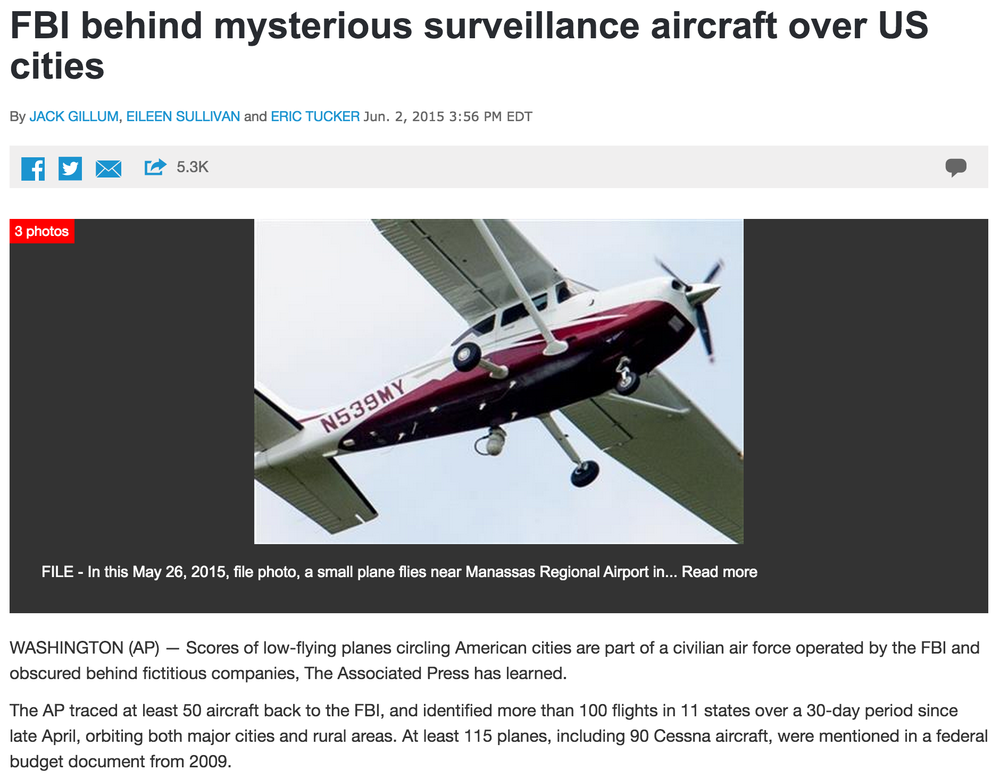 FBI behind mysterious surveillance aircraft over US
cities
By JACK GILLUM, EILEEN SULLIVAN and ERIC TUCKER Jun. 2, 2015 3:56 PM EDT
5.3K
3 photos
N539MY
FILE - In this May 26, 2015, file photo, a small plane flies near Manassas Regional Airport in... Read more
WASHINGTON (AP) — Scores of low-flying planes circling American cities are part of a civilian air force operated by the FBI and
obscured behind fictitious companies, The Associated Press has learned.
The AP traced at least 50 aircraft back to the FBI, and identified more than 100 flights in 11 states over a 30-day period since
late April, orbiting both major cities and rural areas. At least 115 planes, including 90 Cessna aircraft, were mentioned in a federal
budget document from 2009.